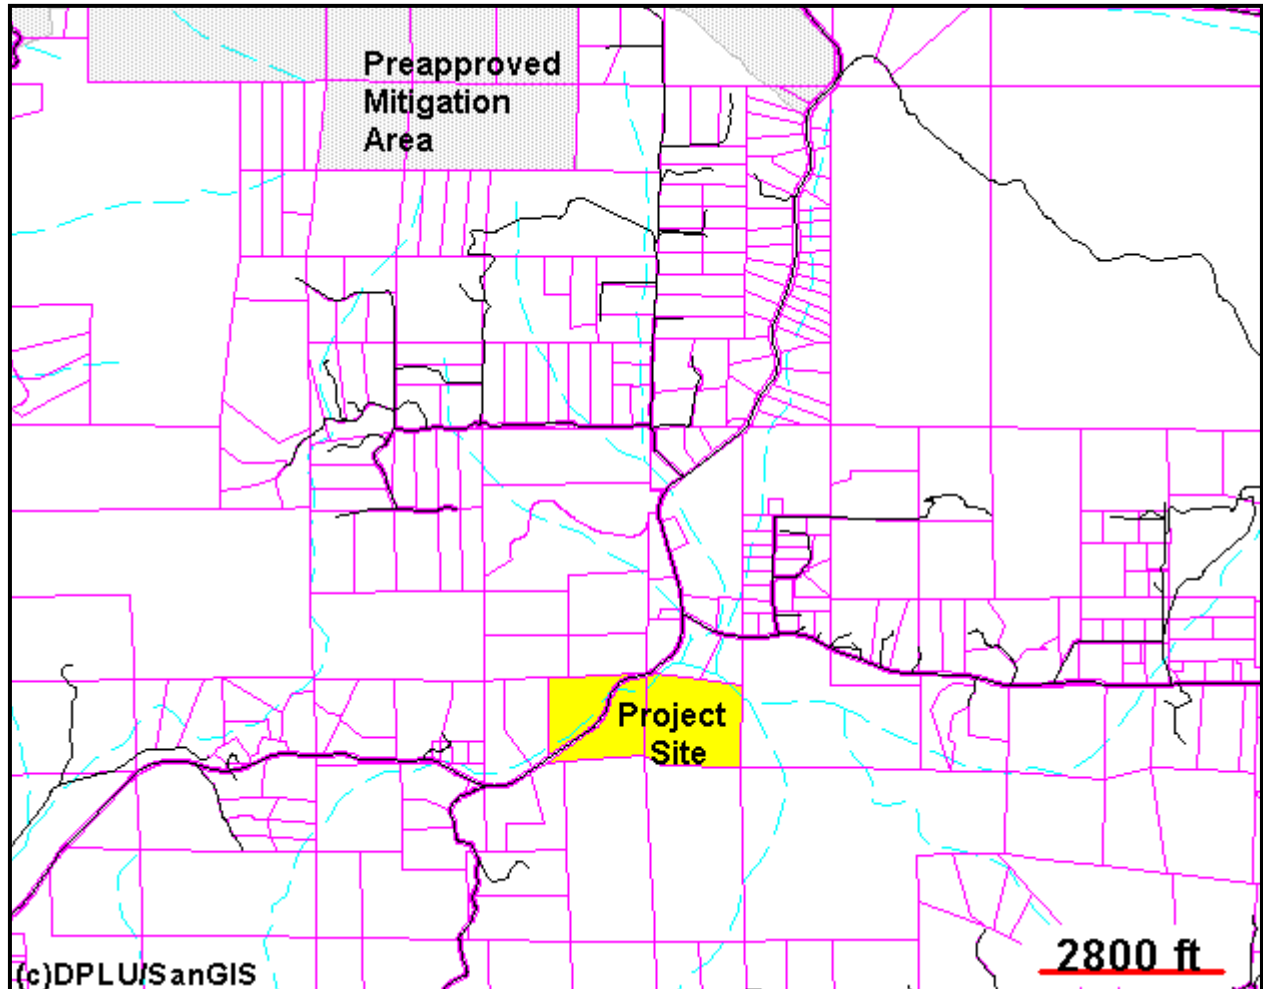 Preapproved
Mitigation
Area
Project
Site
2800 ft
(c)DPLU/SanGIS